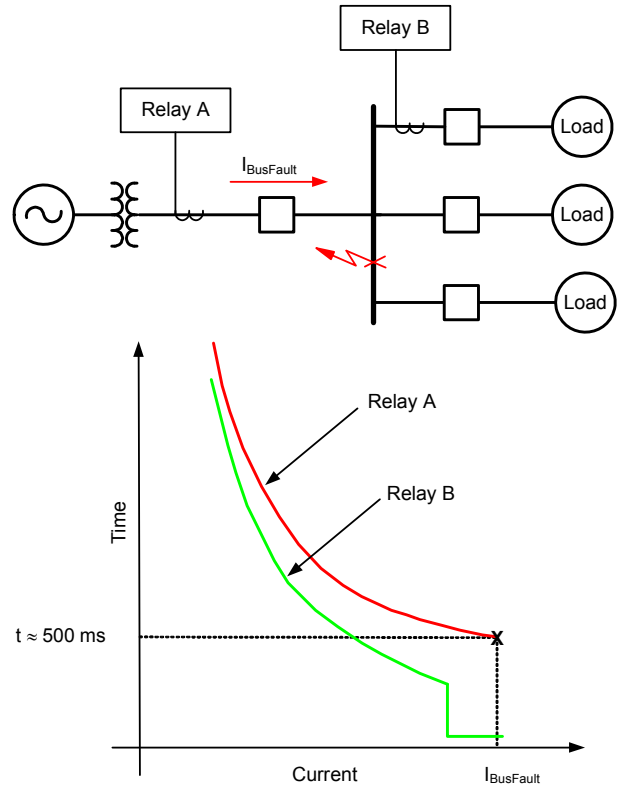 Relay B
Relay A
I_BusFault
Load
Load
Load
Relay A
Relay B
Time
t ≈ 500 ms
X
Current
I_BusFault